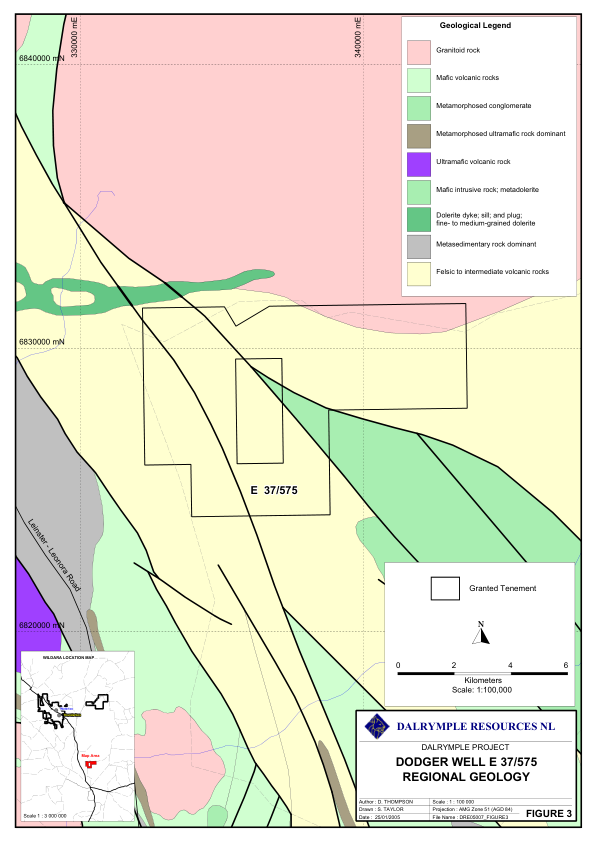 Geological Legend
Granitoid rock
Mafic volcanic rocks
Metamorphosed conglomerate
Metamorphosed ultramafic rock dominant
Ultramafic volcanic rock
Mafic intrusive rock; metadolerite
Dolerite dyke; sill; and plug;
fine- to medium-grained dolerite
Metasedimentary rock dominant
Felsic to intermediate volcanic rocks
330000 mE
340000 mE
6840000 mN
6830000 mN
E 37/575
Leinster - Leonora Road
6820000 mN
Granted Tenement
N
0 2 4 6
Kilometers
Scale: 1:100,000
WILDARA LOCATION MAP
Map Area
Scale 1 : 3 000 000
DALRYMPLE RESOURCES NL
DALRYMPLE PROJECT
DODGER WELL E 37/575
REGIONAL GEOLOGY
Author : D. THOMPSON
Scale : 1 : 100 000
Drawn : S. TAYLOR
Projection : AMG Zone 51 (AGD 84)
Date : 25/01/2005
File Name : DRE05007_FIGURE3
FIGURE 3